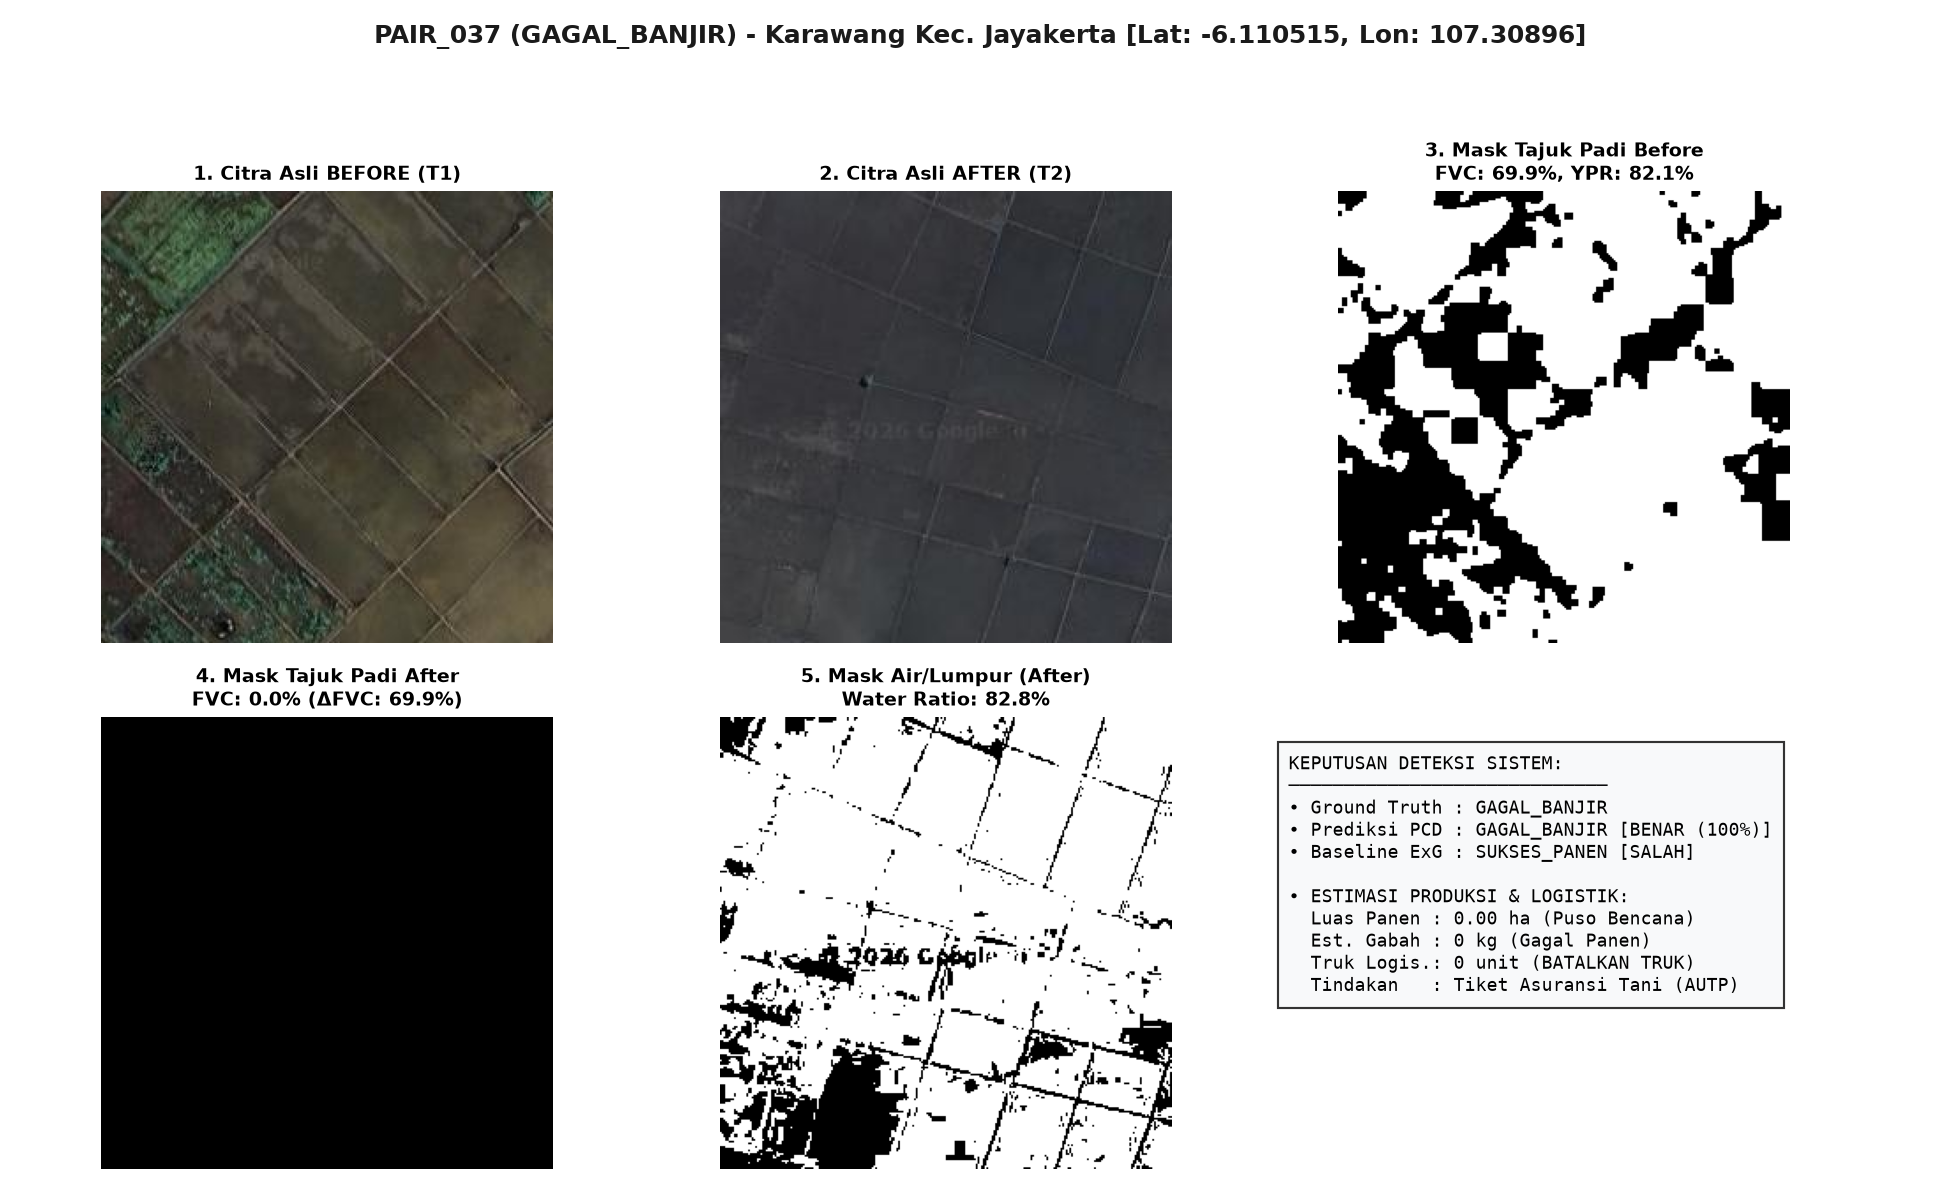 PAIR_037 (GAGAL_BANJIR) - Karawang Kec. Jayakerta [Lat: -6.110515, Lon: 107.30896]
1. Citra Asli BEFORE (T1)
2. Citra Asli AFTER (T2)
3. Mask Tajuk Padi Before
FVC: 69.9%, YPR: 82.1%
© 2026 Google
4. Mask Tajuk Padi After
FVC: 0.0% (ΔFVC: 69.9%)
5. Mask Air/Lumpur (After)
Water Ratio: 82.8%
2026 Google
KEPUTUSAN DETEKSI SISTEM:
• Ground Truth : GAGAL_BANJIR
• Prediksi PCD : GAGAL_BANJIR [BENAR (100%)]
• Baseline ExG : SUKSES_PANEN [SALAH]
• ESTIMASI PRODUKSI & LOGISTIK:
Luas Panen : 0.00 ha (Puso Bencana)
Est. Gabah : 0 kg (Gagal Panen)
Truk Logis.: 0 unit (BATALKAN TRUK)
Tindakan : Tiket Asuransi Tani (AUTP)